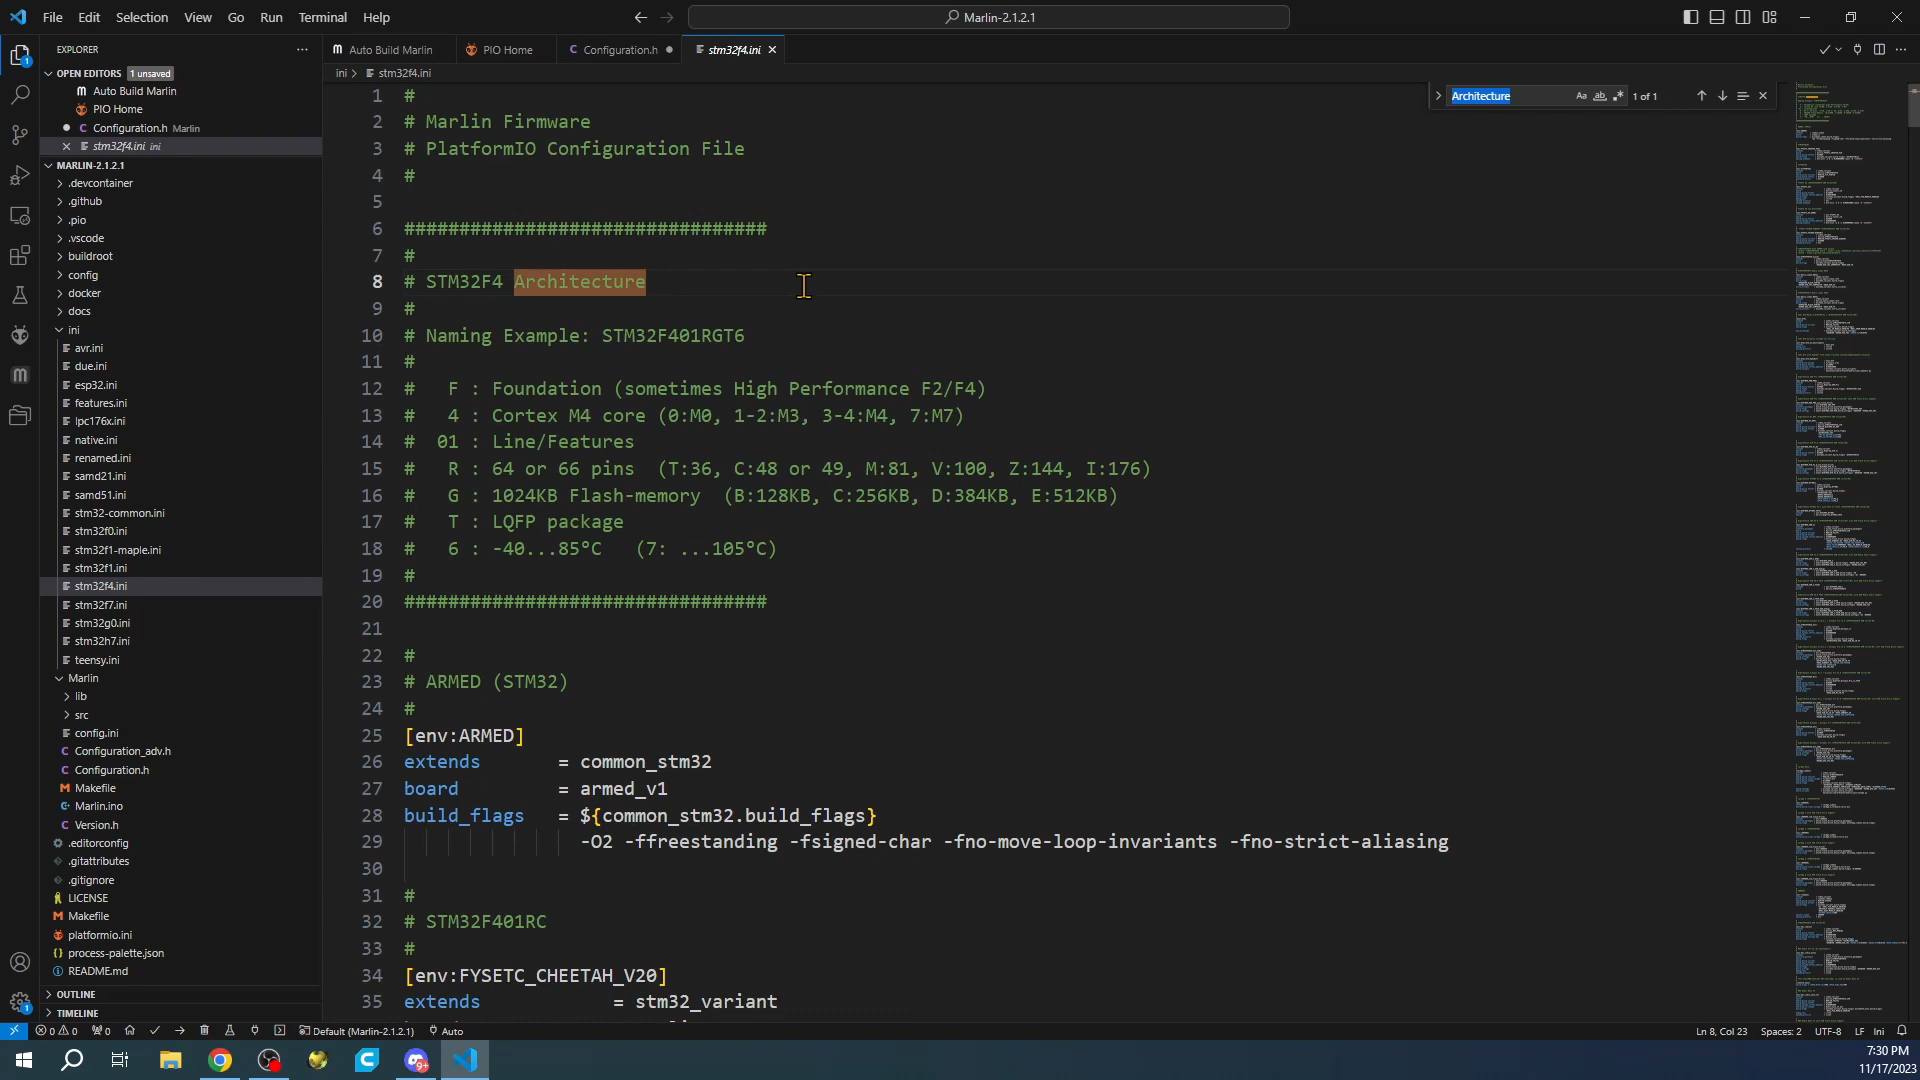 File Edit Selection View Go Run Terminal Help
Marlin-2.1.2.1
EXPLORER
Auto Build Marlin
PIO Home
Configuration.h
stm32f4.ini
OPEN EDITORS 1 unsaved
Auto Build Marlin
PIO Home
Configuration.h Marlin
stm32f4.ini ini
MARLIN-2.1.2.1
.devcontainer
.github
.pio
.vscode
buildroot
config
docker
docs
ini
avr.ini
due.ini
esp32.ini
features.ini
lpc176x.ini
native.ini
renamed.ini
samd21.ini
samd51.ini
stm32-common.ini
stm32f0.ini
stm32f1-maple.ini
stm32f1.ini
stm32f4.ini
stm32f7.ini
stm32g0.ini
stm32h7.ini
teensy.ini
Marlin
lib
src
config.ini
Configuration_adv.h
Configuration.h
Makefile
Marlin.ino
Version.h
.editorconfig
.gitattributes
.gitignore
LICENSE
Makefile
platformio.ini
process-palette.json
README.md
OUTLINE
TIMELINE
ini > stm32f4.ini
Architecture Aa ab .* 1 of 1
1 #
2 # Marlin Firmware
3 # PlatformIO Configuration File
4 #
5
6 #################################
7 #
8 # STM32F4 Architecture
9 #
10 # Naming Example: STM32F401RGT6
11 #
12 #   F : Foundation (sometimes High Performance F2/F4)
13 #   4 : Cortex M4 core (0:M0, 1-2:M3, 3-4:M4, 7:M7)
14 #  01 : Line/Features
15 #   R : 64 or 66 pins  (T:36, C:48 or 49, M:81, V:100, Z:144, I:176)
16 #   G : 1024KB Flash-memory  (B:128KB, C:256KB, D:384KB, E:512KB)
17 #   T : LQFP package
18 #   6 : -40...85°C   (7: ...105°C)
19 #
20 #################################
21
22 #
23 # ARMED (STM32)
24 #
25 [env:ARMED]
26 extends       = common_stm32
27 board         = armed_v1
28 build_flags   = ${common_stm32.build_flags}
29                 -O2 -ffreestanding -fsigned-char -fno-move-loop-invariants -fno-strict-aliasing
30
31 #
32 # STM32F401RC
33 #
34 [env:FYSETC_CHEETAH_V20]
35 extends            = stm32_variant
0 0 0 Default (Marlin-2.1.2.1) Auto
Ln 8, Col 23 Spaces: 2 UTF-8 LF Ini
9+
7:30 PM
11/17/2023